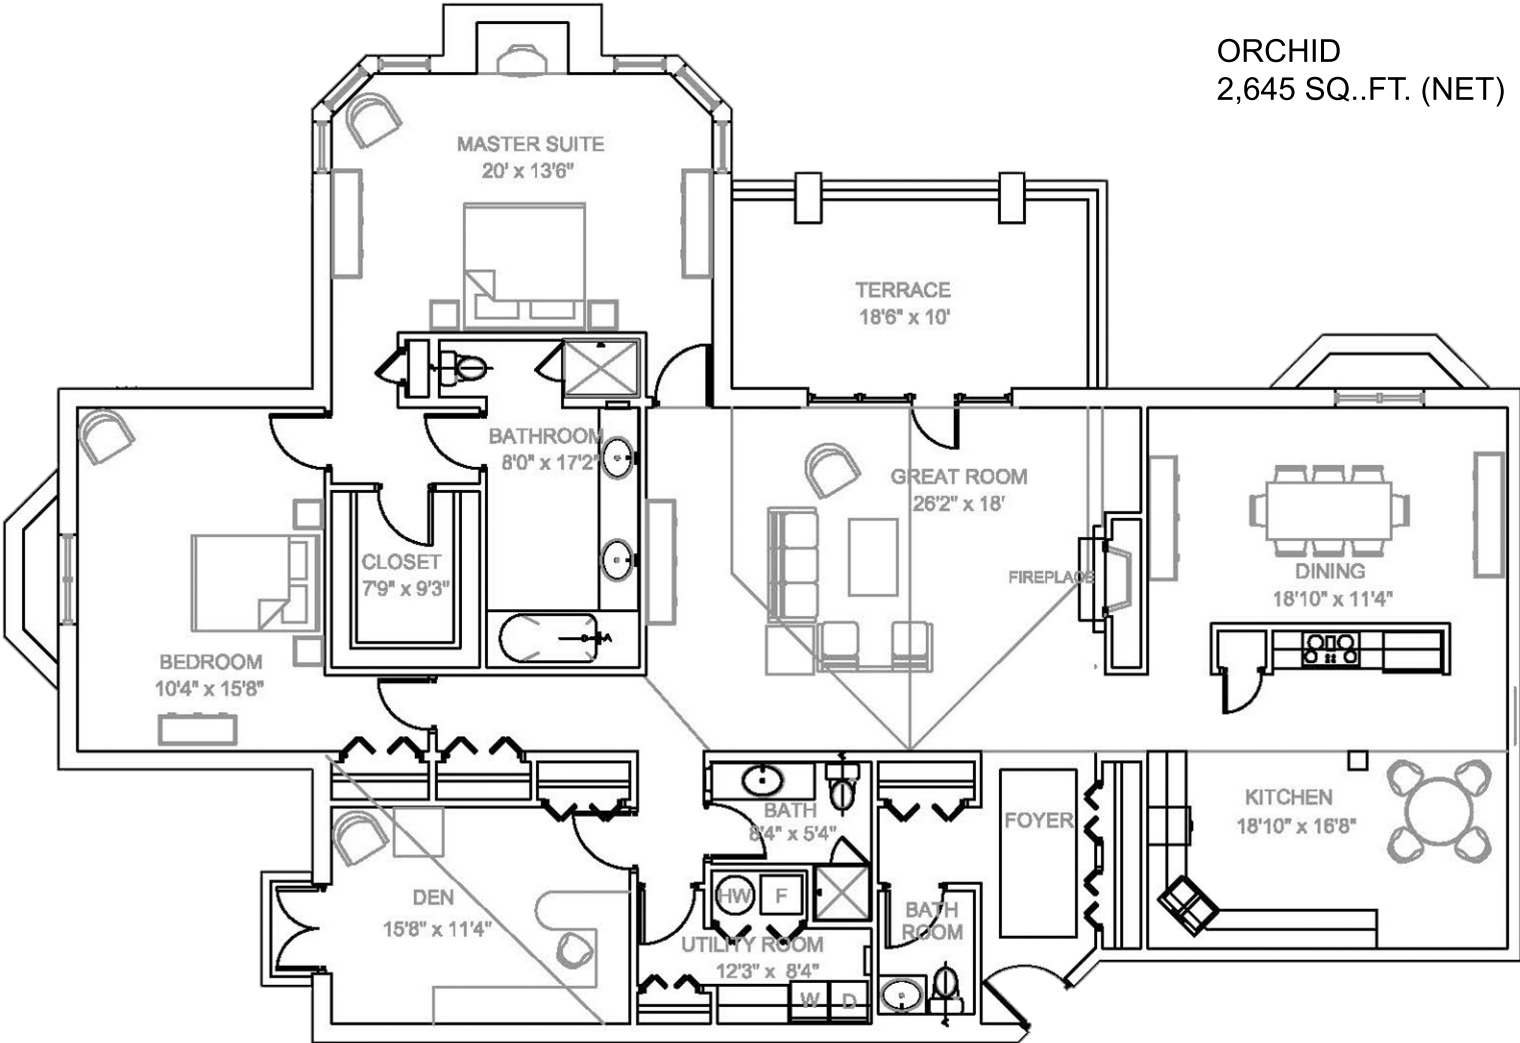 ORCHID
2,645 SQ..FT. (NET)
MASTER SUITE
20' x 13'6"
TERRACE
18'6" x 10'
BATHROOM
8'0" x 17'2"
GREAT ROOM
26'2" x 18'
CLOSET
7'9" x 9'3"
FIREPLACE
DINING
18'10" x 11'4"
BEDROOM
10'4" x 15'8"
BATH
8'4" x 5'4"
FOYER
KITCHEN
18'10" x 16'8"
DEN
15'8" x 11'4"
HW
F
BATH
ROOM
UTILITY ROOM
12'3" x 8'4"
W
D